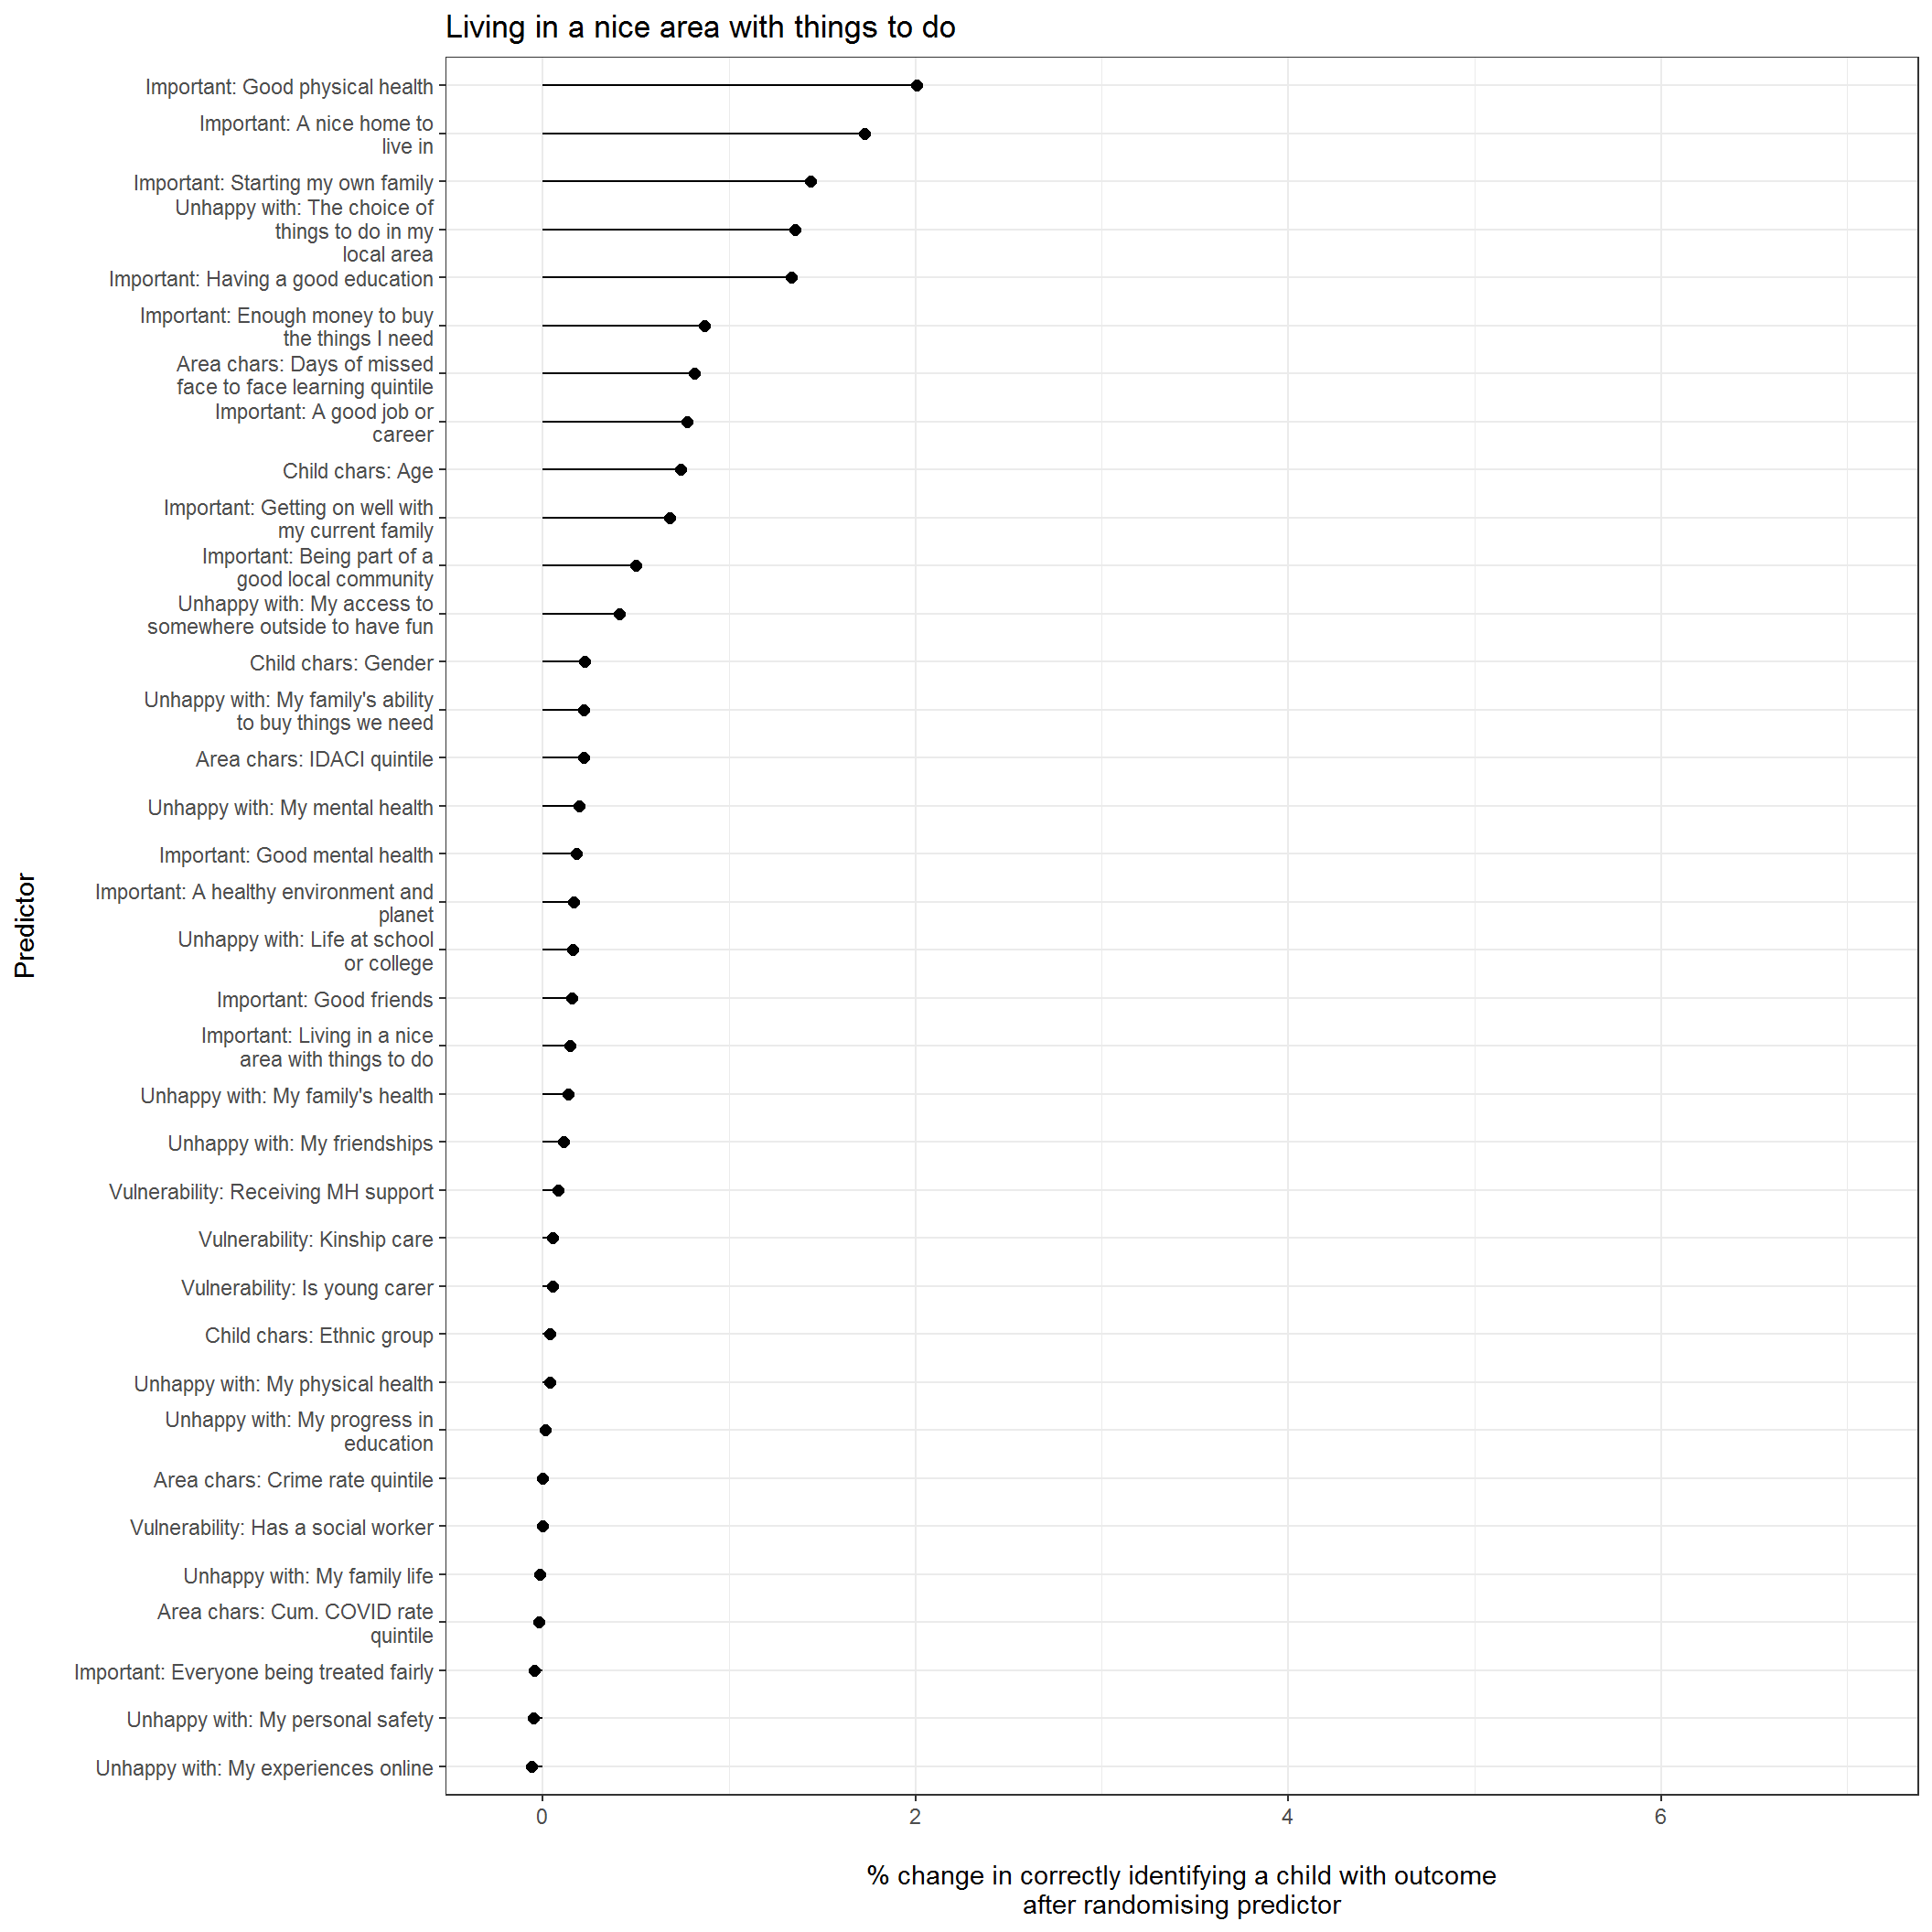 Living in a nice area with things to do
Important: Good physical health
Important: A nice home to
live in
Important: Starting my own family
Unhappy with: The choice of
things to do in my
local area
Important: Having a good education
Important: Enough money to buy
the things I need
Area chars: Days of missed
face to face learning quintile
Important: A good job or
career
Child chars: Age
Important: Getting on well with
my current family
Important: Being part of a
good local community
Unhappy with: My access to
somewhere outside to have fun
Child chars: Gender
Unhappy with: My family's ability
to buy things we need
Area chars: IDACI quintile
Unhappy with: My mental health
Important: Good mental health
Important: A healthy environment and
planet
Unhappy with: Life at school
or college
Important: Good friends
Important: Living in a nice
area with things to do
Unhappy with: My family's health
Unhappy with: My friendships
Vulnerability: Receiving MH support
Vulnerability: Kinship care
Vulnerability: Is young carer
Child chars: Ethnic group
Unhappy with: My physical health
Unhappy with: My progress in
education
Area chars: Crime rate quintile
Vulnerability: Has a social worker
Unhappy with: My family life
Area chars: Cum. COVID rate
quintile
Important: Everyone being treated fairly
Unhappy with: My personal safety
Unhappy with: My experiences online
Predictor
0 2 4 6
% change in correctly identifying a child with outcome
after randomising predictor